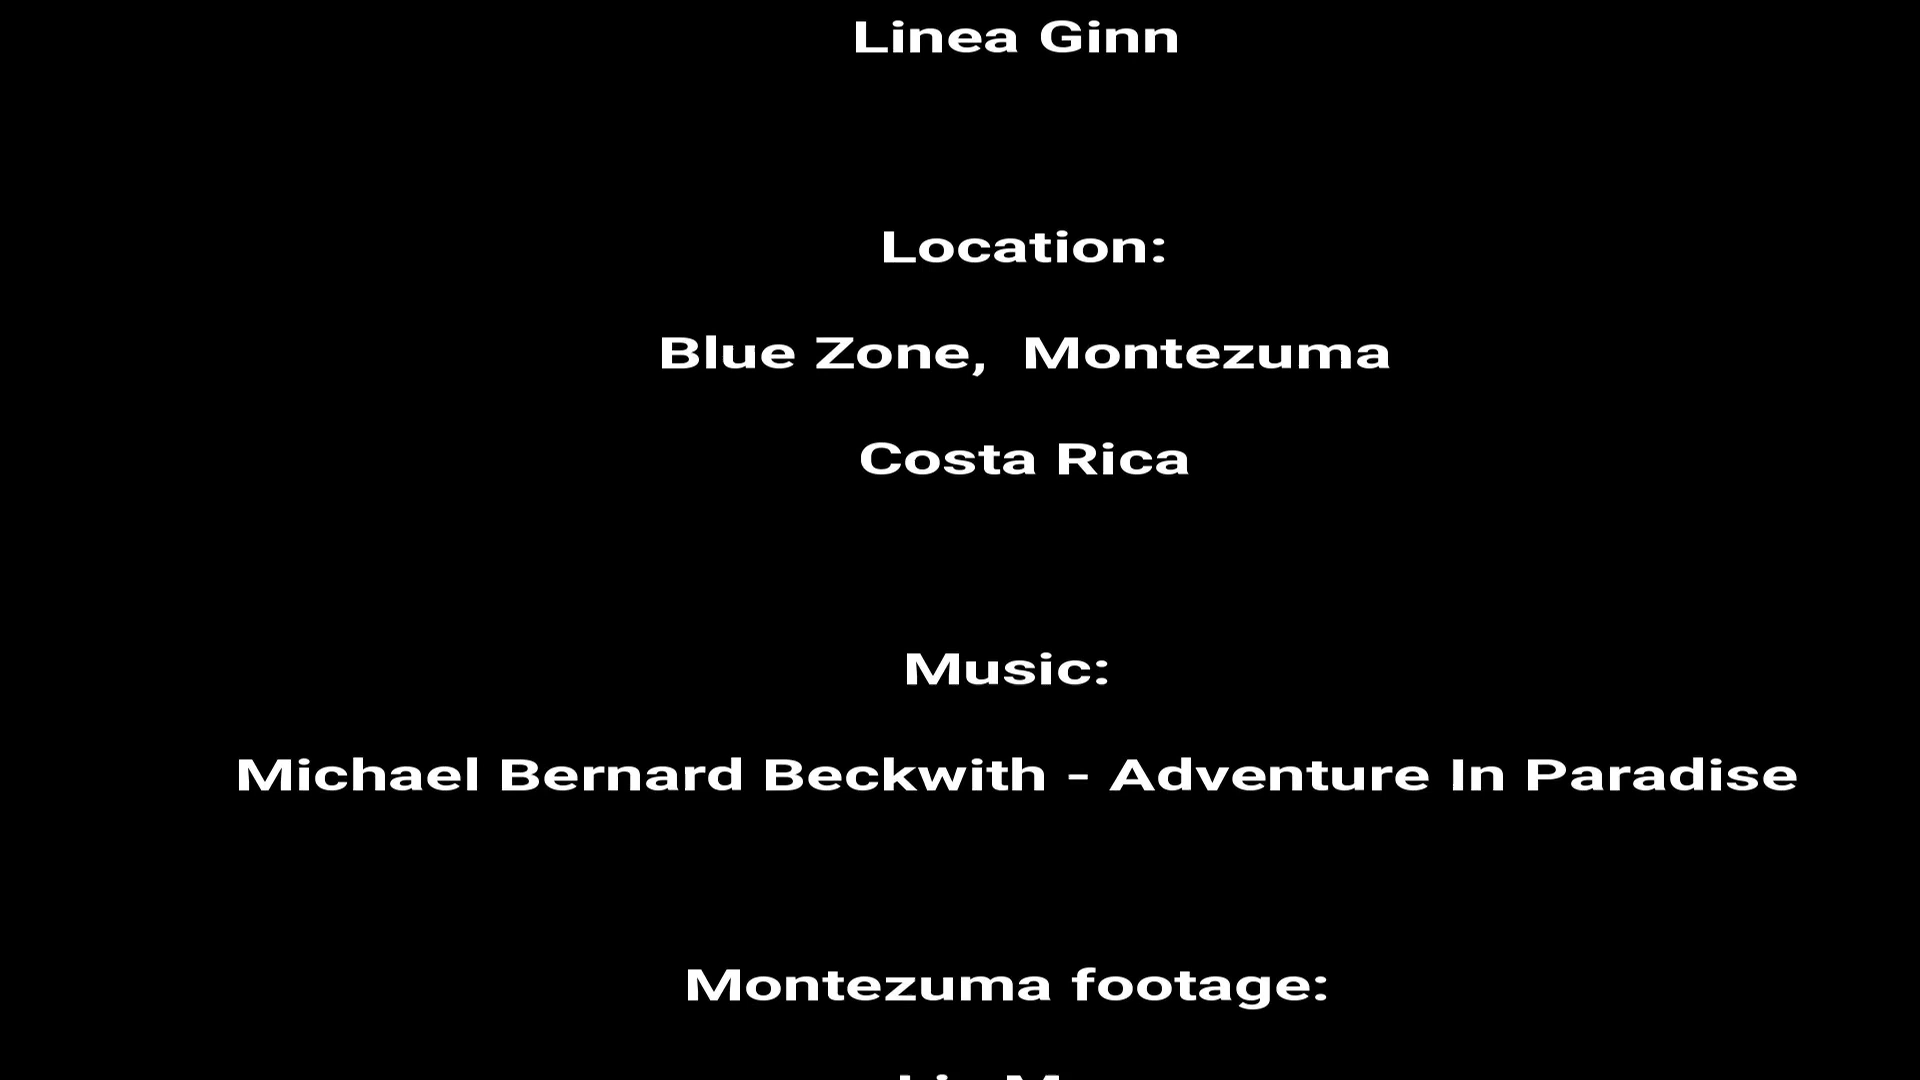 Linea Ginn
Location:
Blue Zone,  Montezuma
Costa Rica
Music:
Michael Bernard Beckwith - Adventure In Paradise
Montezuma footage: